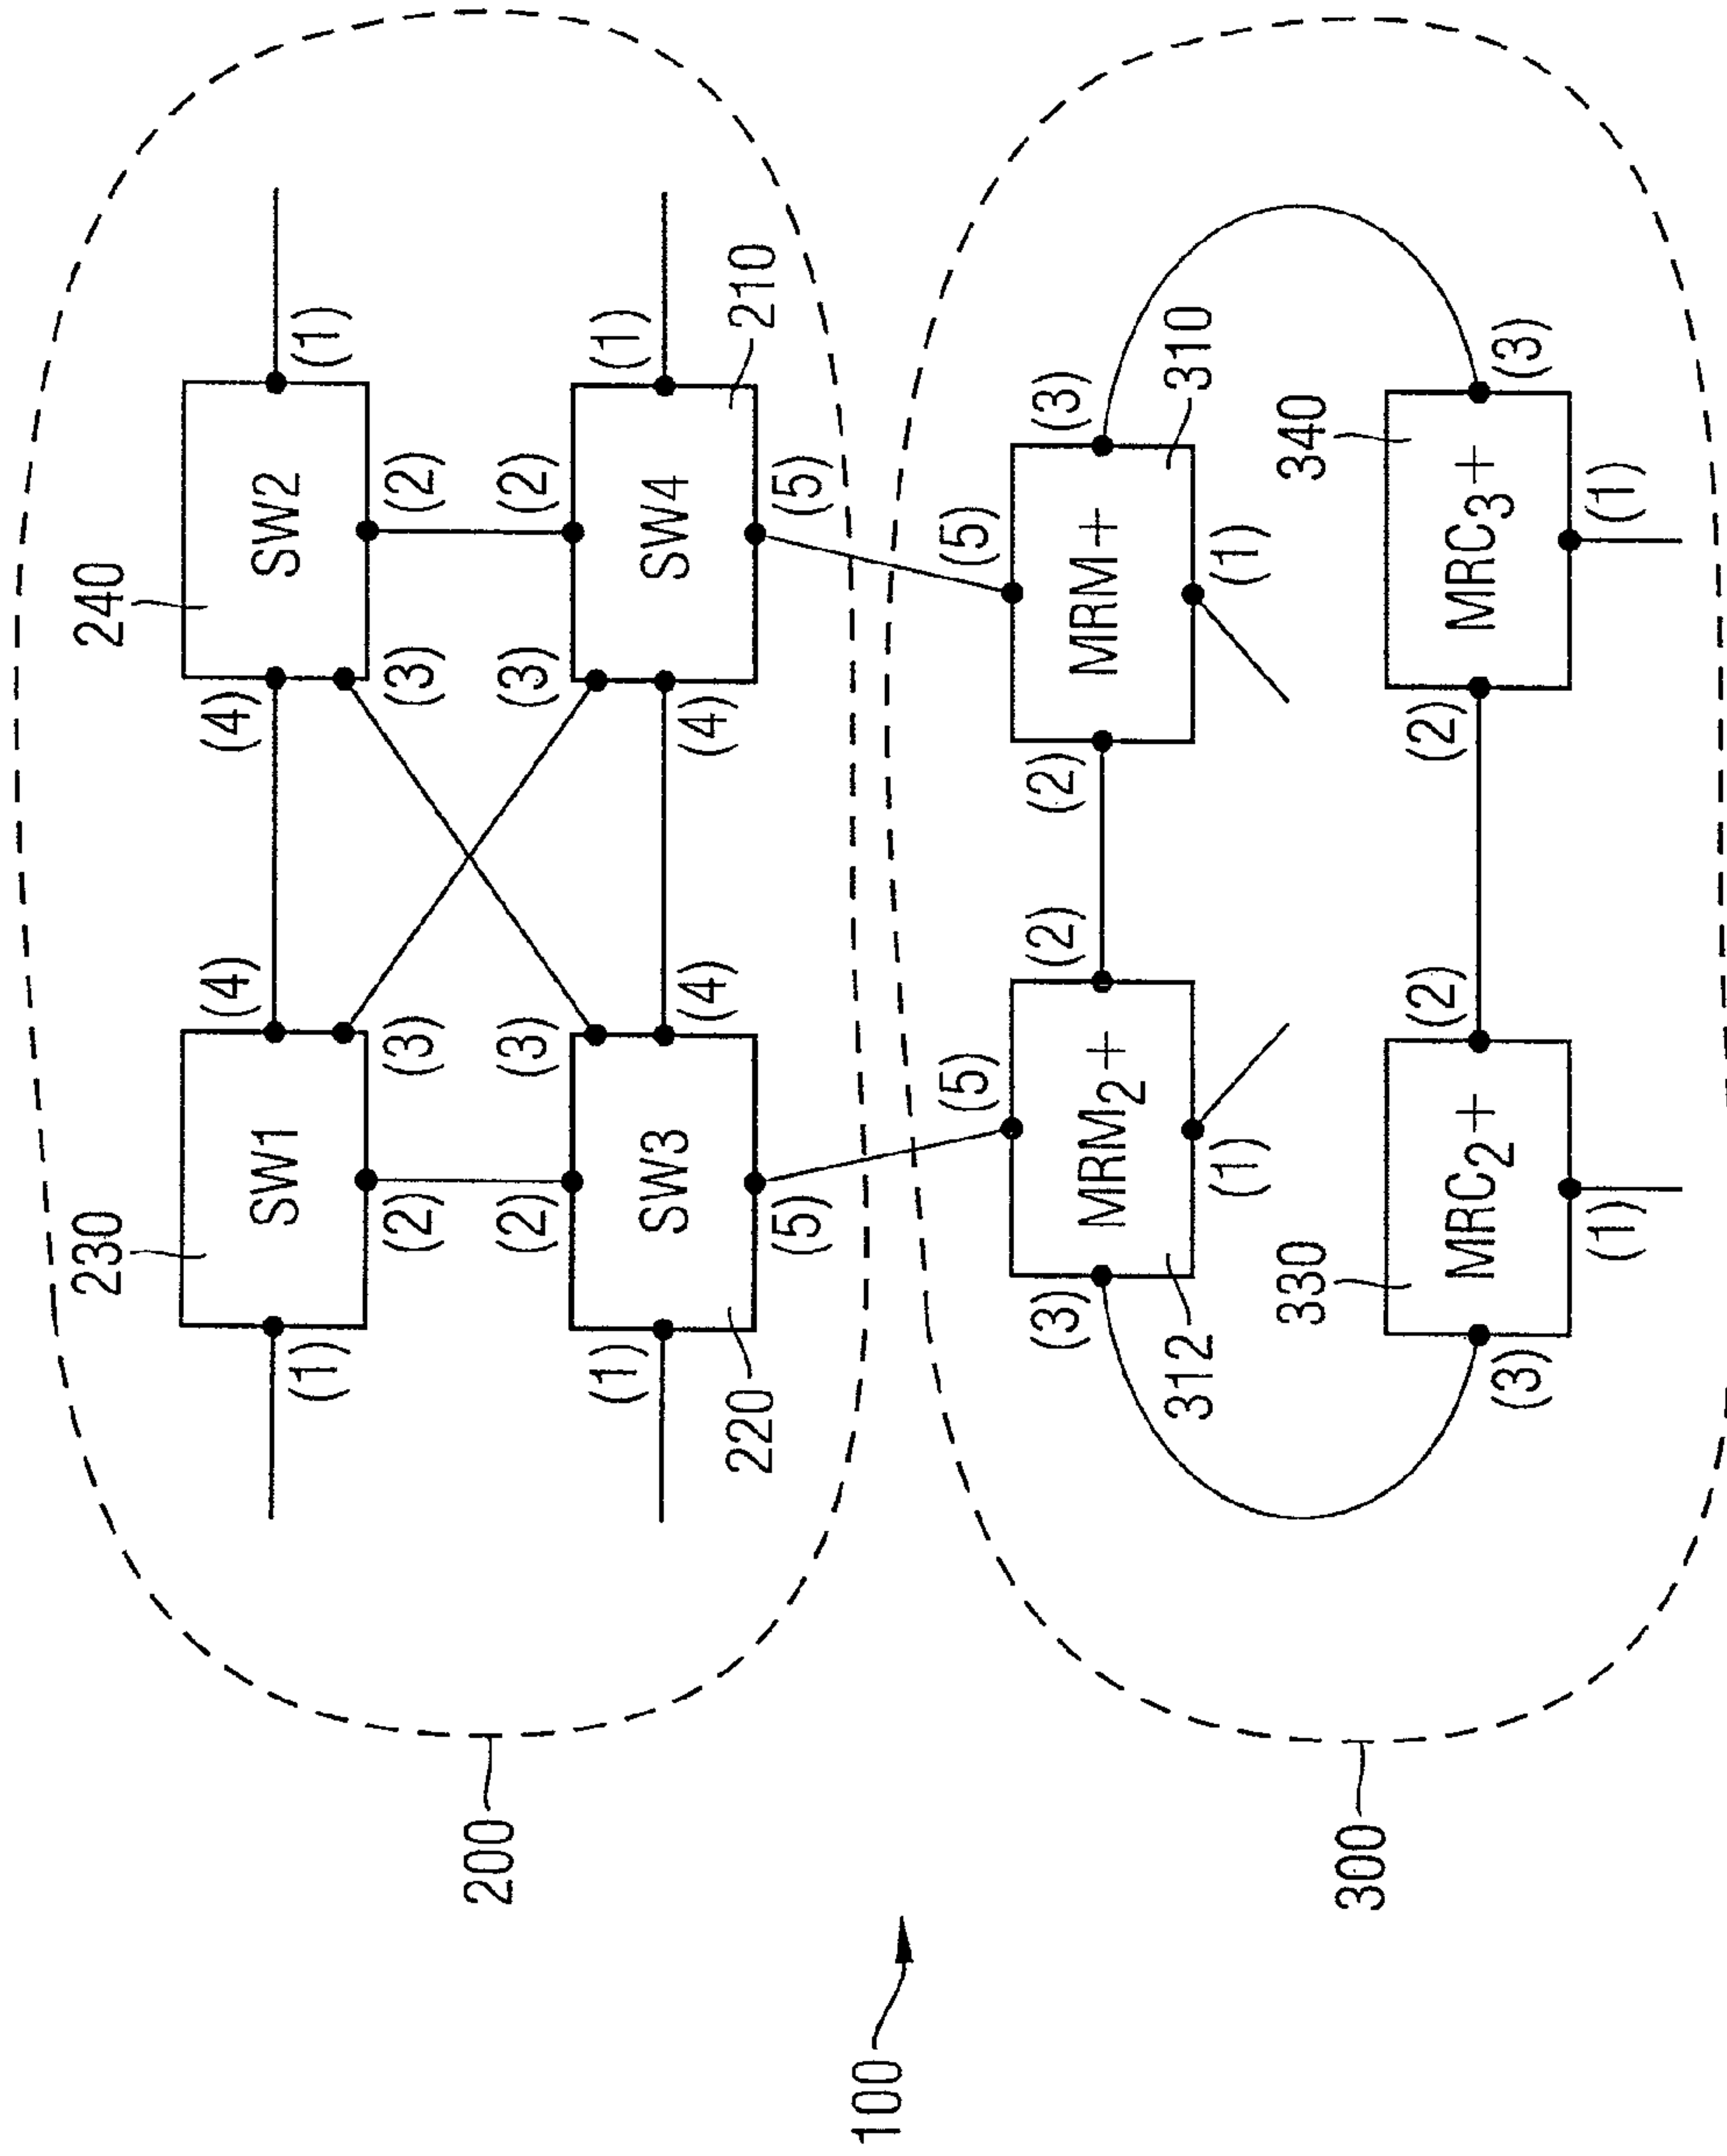 230 240
(4) (4)
SW1 SW2
(1) (1)
(2) (3) (3) (2)
200
(2) (3) (3) (2)
(1) (1)
SW3 SW4
(4) (4)
220 210
(5) (5)
100
(5) (5)
(3) (2) (2) (3)
MRM₂+ MRM+
312 310
(1) (1)
330 340
300
(2) (2)
MRC₂+ MRC₃+
(3) (3)
(1) (1)